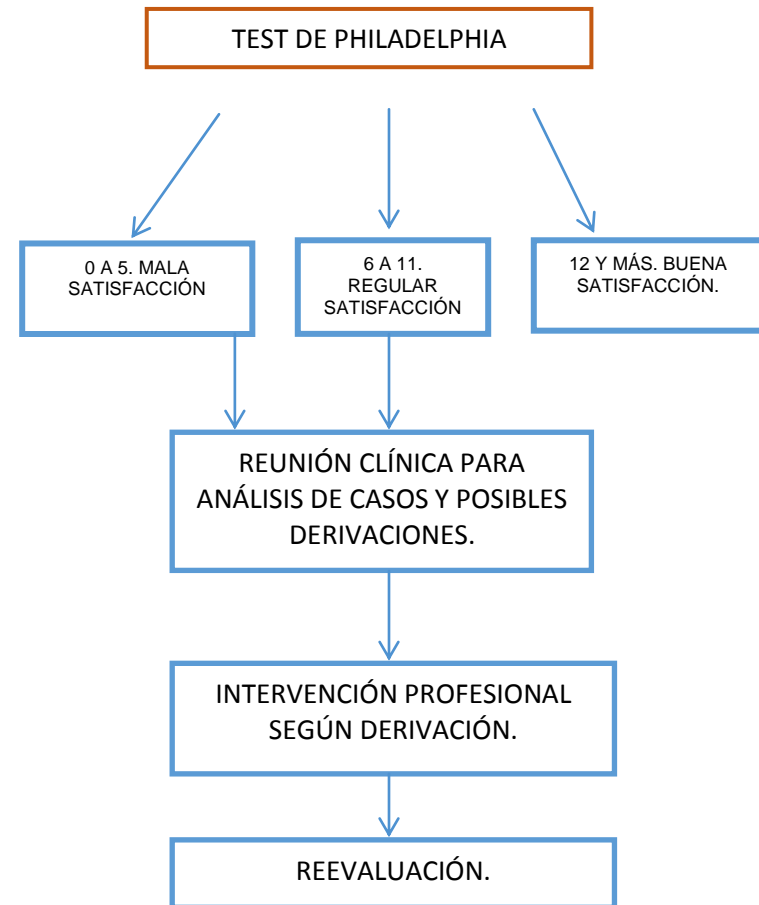 TEST DE PHILADELPHIA
0 A 5. MALA
SATISFACCIÓN
6 A 11.
REGULAR
SATISFACCIÓN
12 Y MÁS. BUENA
SATISFACCIÓN.
REUNIÓN CLÍNICA PARA
ANÁLISIS DE CASOS Y POSIBLES
DERIVACIONES.
INTERVENCIÓN PROFESIONAL
SEGÚN DERIVACIÓN.
REEVALUACIÓN.